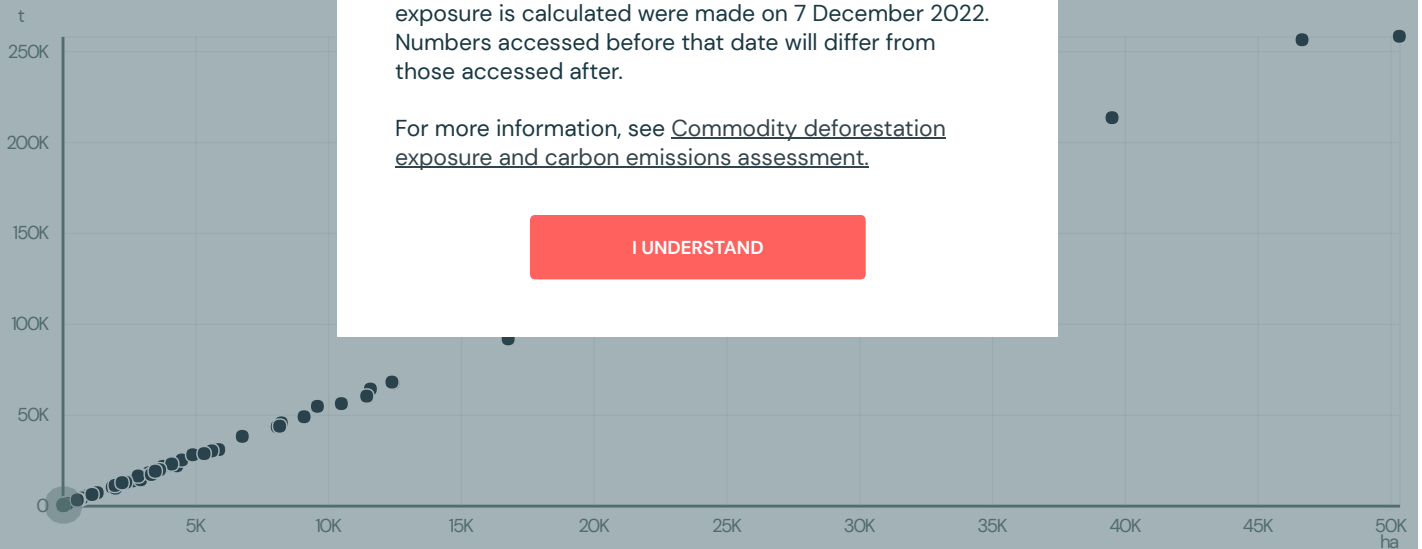 t
exposure is calculated were made on 7 December 2022.
Numbers accessed before that date will differ from
those accessed after.
For more information, see Commodity deforestation
exposure and carbon emissions assessment.
I UNDERSTAND
250K
200K
150K
100K
50K
0
5K
10K
15K
20K
25K
30K
35K
40K
45K
50K
ha